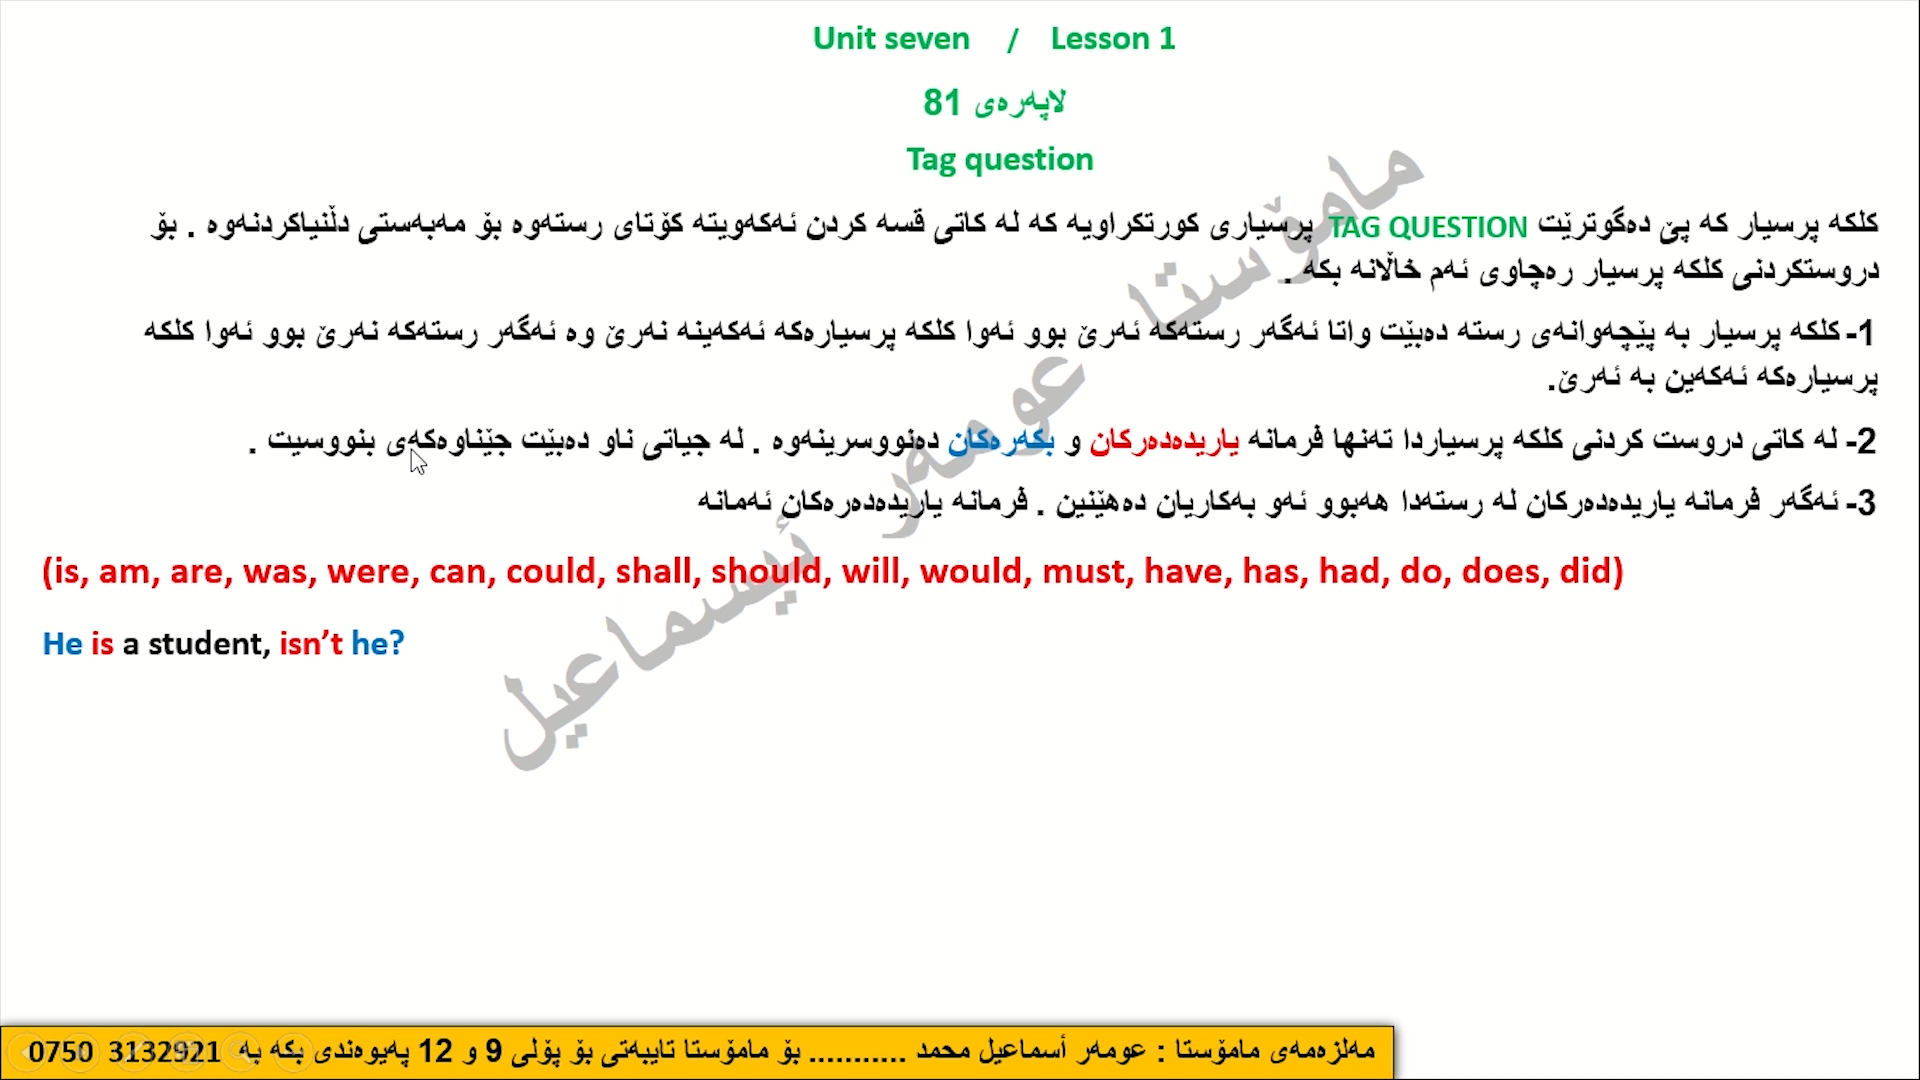 Unit seven / Lesson 1
لاپەرەی 81
Tag question
کلکە پرسیار کە پێ دەگوترێت TAG QUESTION پرسیاری کورتکراویە کە لە کاتی قسە کردن ئەکەویتە کۆتای رستەوە بۆ مەبەستی دڵنیاکردنەوە . بۆ
دروستکردنی کلکە پرسیار رەچاوی ئەم خاڵانە بکە .
1- کلکە پرسیار بە پێچەوانەی رستە دەبێت واتا ئەگەر رستەکە ئەرێ بوو ئەوا کلکە پرسیارەکە ئەکەینە نەرێ وە ئەگەر رستەکە نەرێ بوو ئەوا کلکە
پرسیارەکە ئەکەین بە ئەرێ.
2- لە کاتی دروست کردنی کلکە پرسیاردا تەنها فرمانە یاریدەدەرکان و بکەرەکان دەنووسرینەوە . لە جیاتی ناو دەبێت جێناوەکەی بنووسیت .
3- ئەگەر فرمانە یاریدەدەرکان لە رستەدا هەبوو ئەو بەکاریان دەهێنین . فرمانە یاریدەدەرەکان ئەمانە
(is, am, are, was, were, can, could, shall, should, will, would, must, have, has, had, do, does, did)
He is a student, isn’t he?
مامۆستا عومەر ئیسماعیل
مەلزەمەی مامۆستا : عومەر أسماعیل محمد ........... بۆ مامۆستا تایبەتی بۆ پۆلی 9 و 12 پەیوەندی بکە بە 3132921 0750